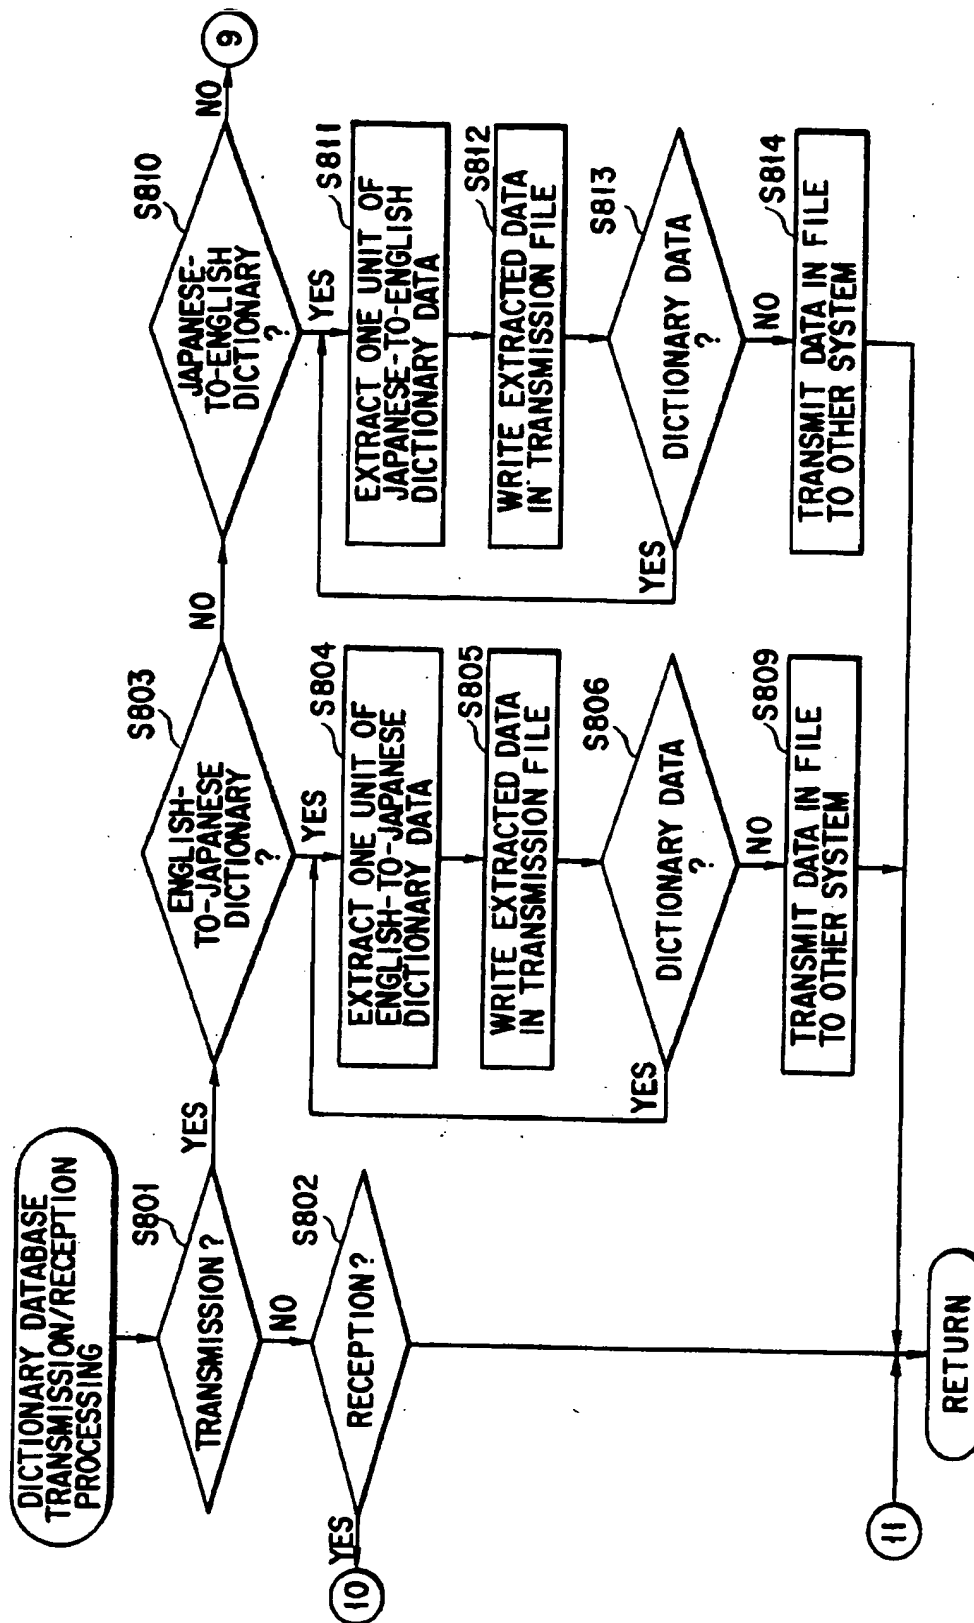 DICTIONARY DATABASE
TRANSMISSION/RECEPTION
PROCESSING
S801
TRANSMISSION?
YES
NO
S802
RECEPTION?
YES
10
S803
ENGLISH-
TO-JAPANESE
DICTIONARY
?
NO
YES
S804
EXTRACT ONE UNIT OF
ENGLISH-TO-JAPANESE
DICTIONARY DATA
S805
WRITE EXTRACTED DATA
IN TRANSMISSION FILE
S806
DICTIONARY DATA
?
YES
NO
S809
TRANSMIT DATA IN FILE
TO OTHER SYSTEM
S810
JAPANESE-
TO-ENGLISH
DICTIONARY
?
NO
9
YES
S811
EXTRACT ONE UNIT OF
JAPANESE-TO-ENGLISH
DICTIONARY DATA
S812
WRITE EXTRACTED DATA
IN TRANSMISSION FILE
S813
DICTIONARY DATA
?
YES
NO
S814
TRANSMIT DATA IN FILE
TO OTHER SYSTEM
11
RETURN